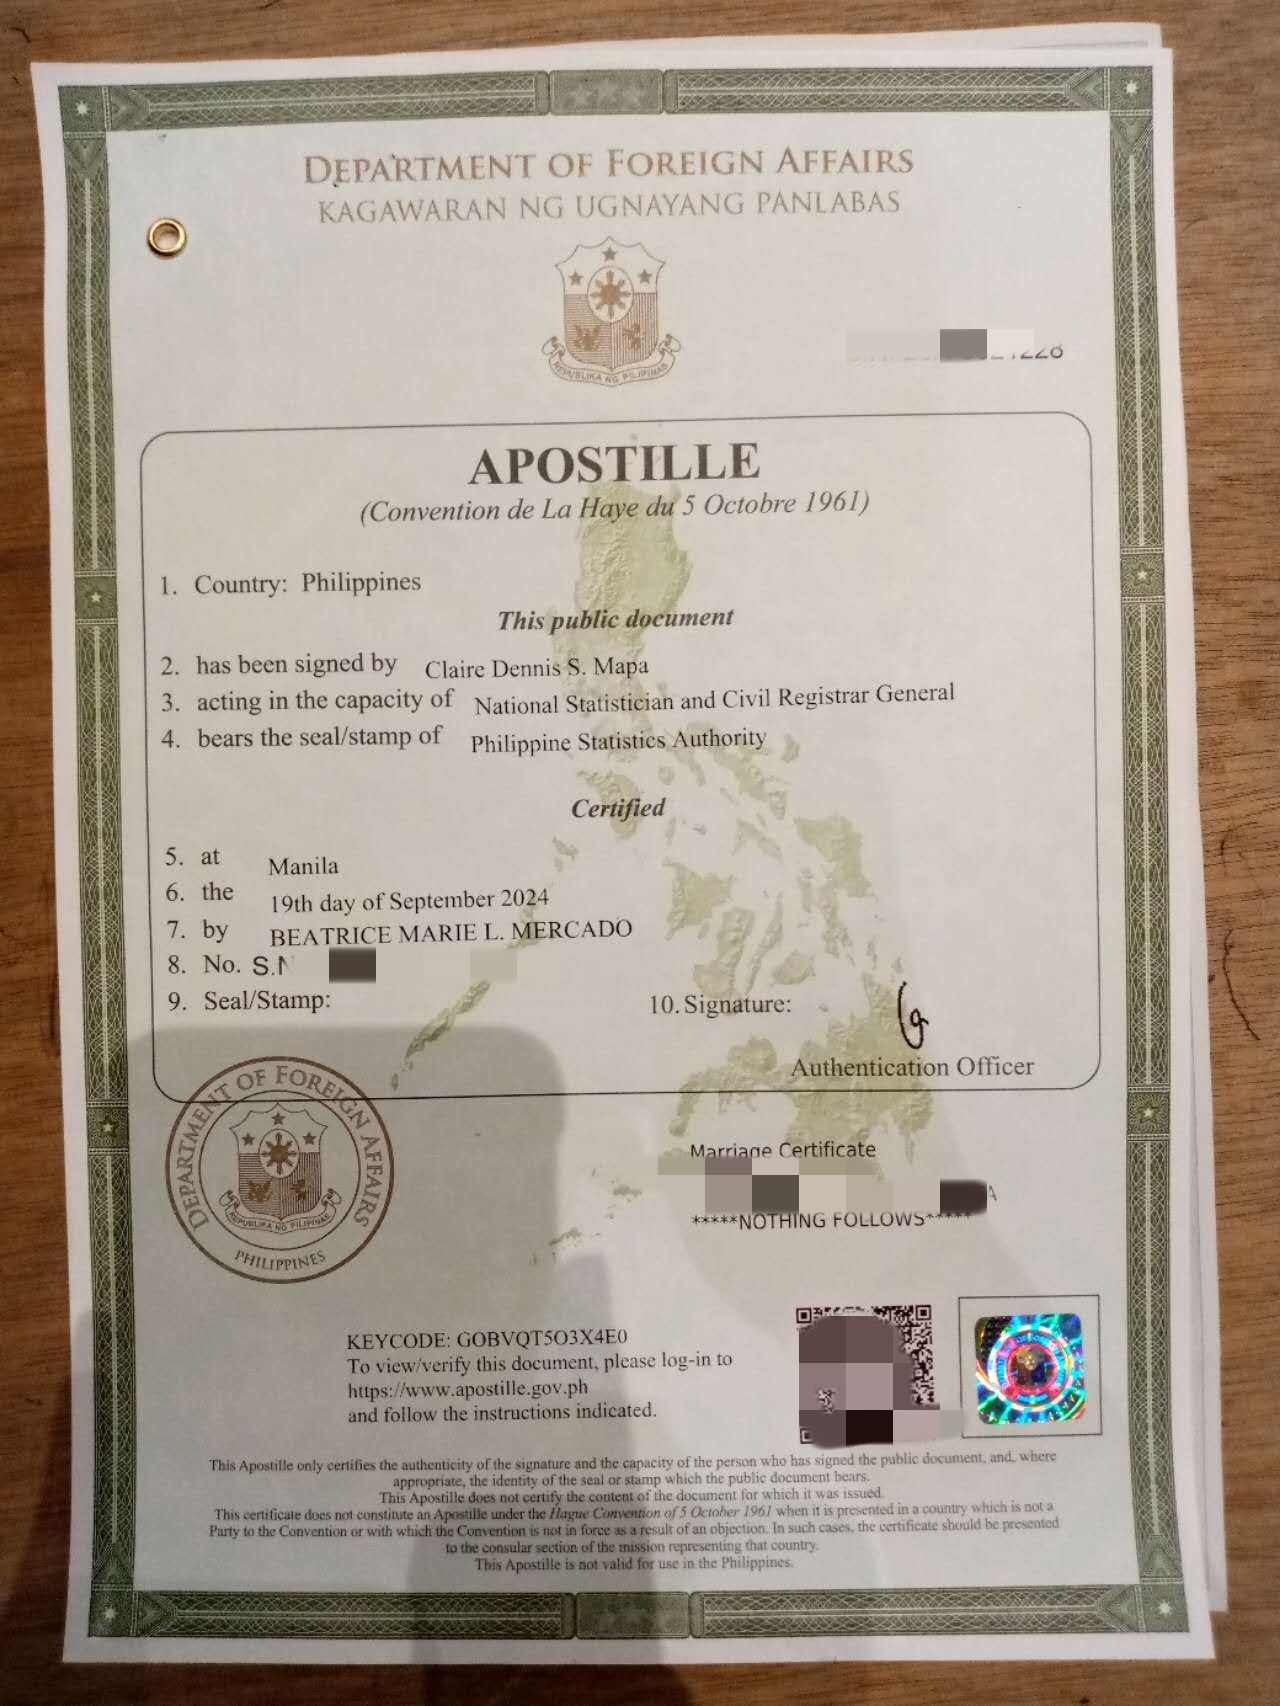 DEPARTMENT OF FOREIGN AFFAIRS
KAGAWARAN NG UGNAYANG PANLABAS
REPUBLIKA NG PILIPINAS
1228
APOSTILLE
(Convention de La Haye du 5 Octobre 1961)
1. Country: Philippines
This public document
2. has been signed by Claire Dennis S. Mapa
3. acting in the capacity of National Statistician and Civil Registrar General
4. bears the seal/stamp of Philippine Statistics Authority
Certified
5. at Manila
6. the 19th day of September 2024
7. by BEATRICE MARIE L. MERCADO
8. No. S.N
9. Seal/Stamp: 10. Signature:
Authentication Officer
DEPARTMENT OF FOREIGN AFFAIRS
REPUBLIKA NG PILIPINAS
PHILIPPINES
Marriage Certificate
A
*****NOTHING FOLLOWS*****
KEYCODE: GOBVQT5O3X4E0
To view/verify this document, please log-in to
https://www.apostille.gov.ph
and follow the instructions indicated.
This Apostille only certifies the authenticity of the signature and the capacity of the person who has signed the public document, and, where
appropriate, the identity of the seal or stamp which the public document bears.
This Apostille does not certify the content of the document for which it was issued.
This certificate does not constitute an Apostille under the Hague Convention of 5 October 1961 when it is presented in a country which is not a
Party to the Convention or with which the Convention is not in force as a result of an objection. In such cases, the certificate should be presented
to the consular section of the mission representing that country.
This Apostille is not valid for use in the Philippines.